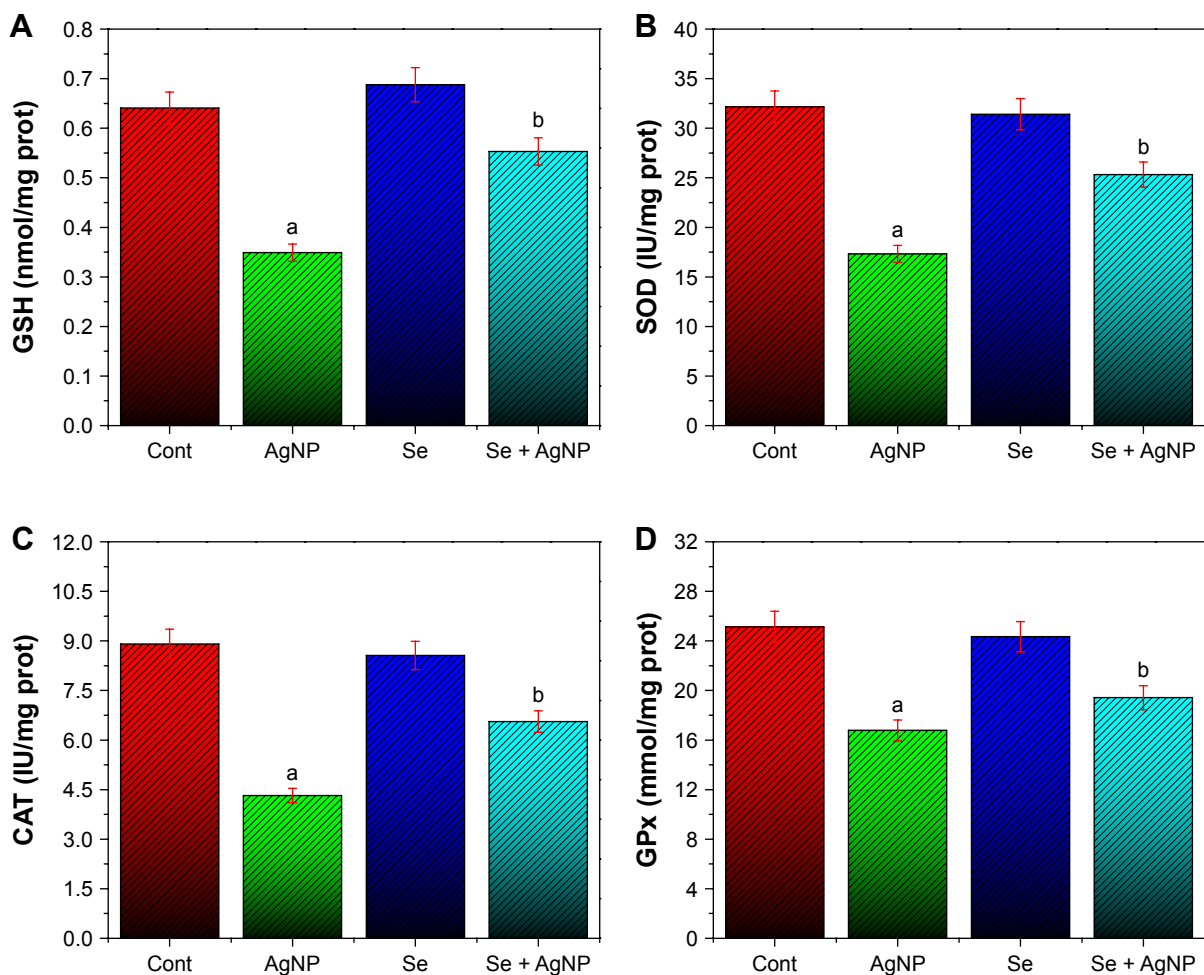 A
GSH (nmol/mg prot)
0.8
0.7
0.6
0.5
0.4
0.3
0.2
0.1
0.0
a
b
Cont AgNP Se Se + AgNP
B
SOD (IU/mg prot)
40
35
30
25
20
15
10
5
0
a
b
Cont AgNP Se Se + AgNP
C
CAT (IU/mg prot)
12.0
10.5
9.0
7.5
6.0
4.5
3.0
1.5
0.0
a
b
Cont AgNP Se Se + AgNP
D
GPx (mmol/mg prot)
32
28
24
20
16
12
8
4
0
a
b
Cont AgNP Se Se + AgNP